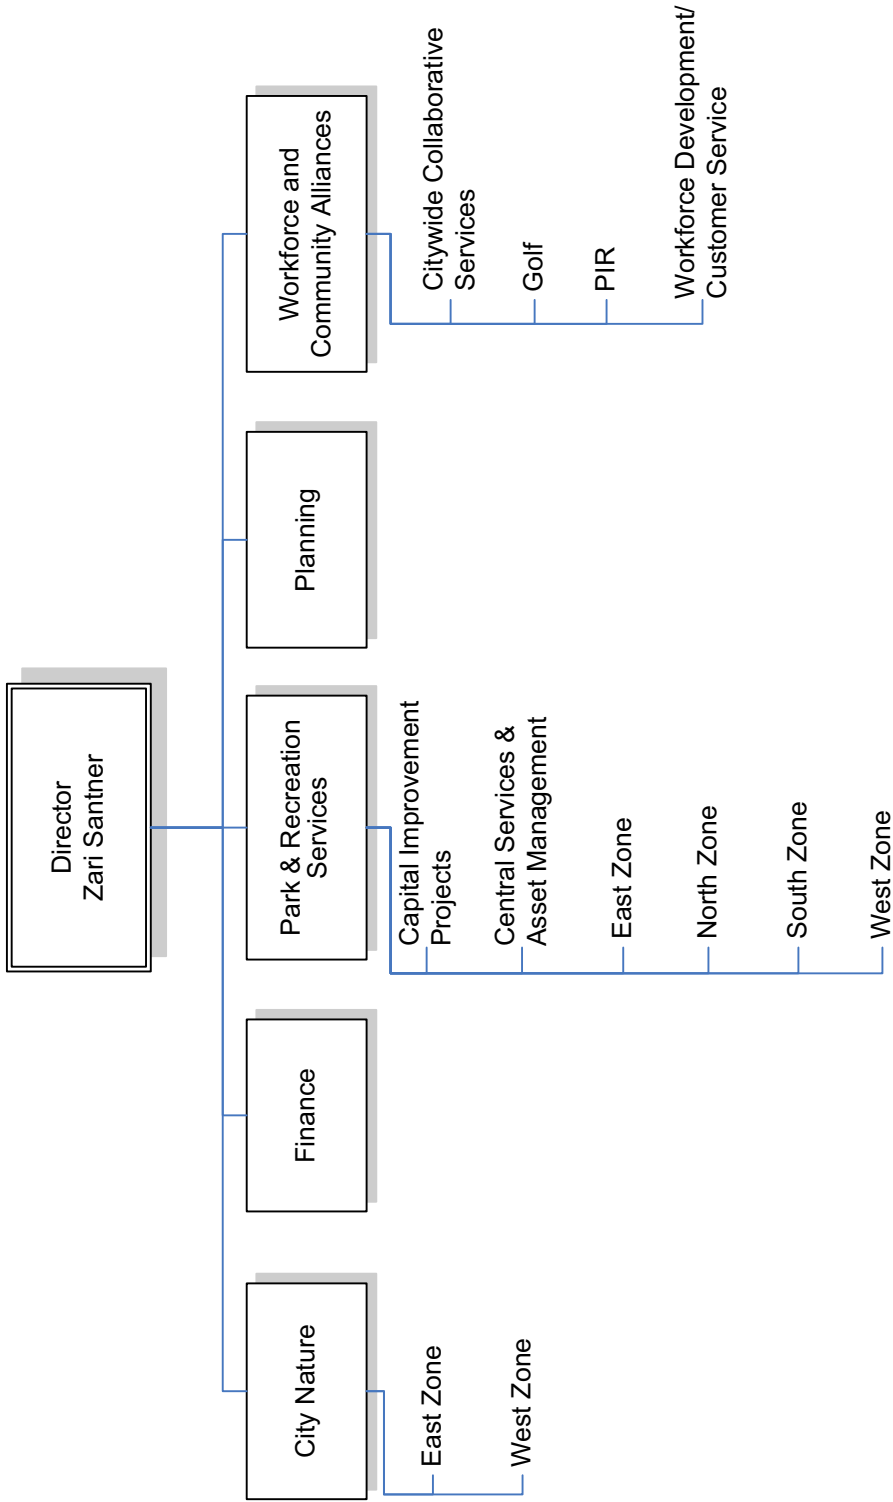 Director
Zari Santner
City Nature
East Zone
West Zone
Finance
Park & Recreation
Services
Capital Improvement
Projects
Central Services &
Asset Management
East Zone
North Zone
South Zone
West Zone
Planning
Workforce and
Community Alliances
Citywide Collaborative
Services
Golf
PIR
Workforce Development/
Customer Service